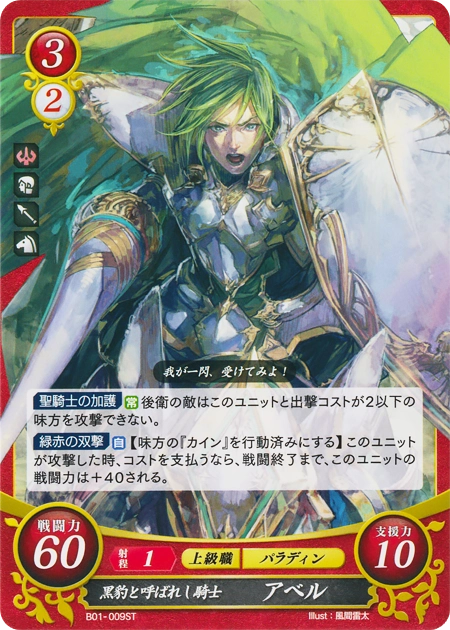 3
2
我が一閃、受けてみよ！
聖騎士の加護 常 後衛の敵はこのユニットと出撃コストが2以下の
味方を攻撃できない。
緑赤の双撃 自 【味方の『カイン』を行動済みにする】このユニット
が攻撃した時、コストを支払うなら、戦闘終了まで、このユニットの
戦闘力は＋40される。
戦闘力
60
射程 1
上級職
パラディン
支援力
10
黒豹と呼ばれし騎士 アベル
B01-009ST
Illust：風間雷太